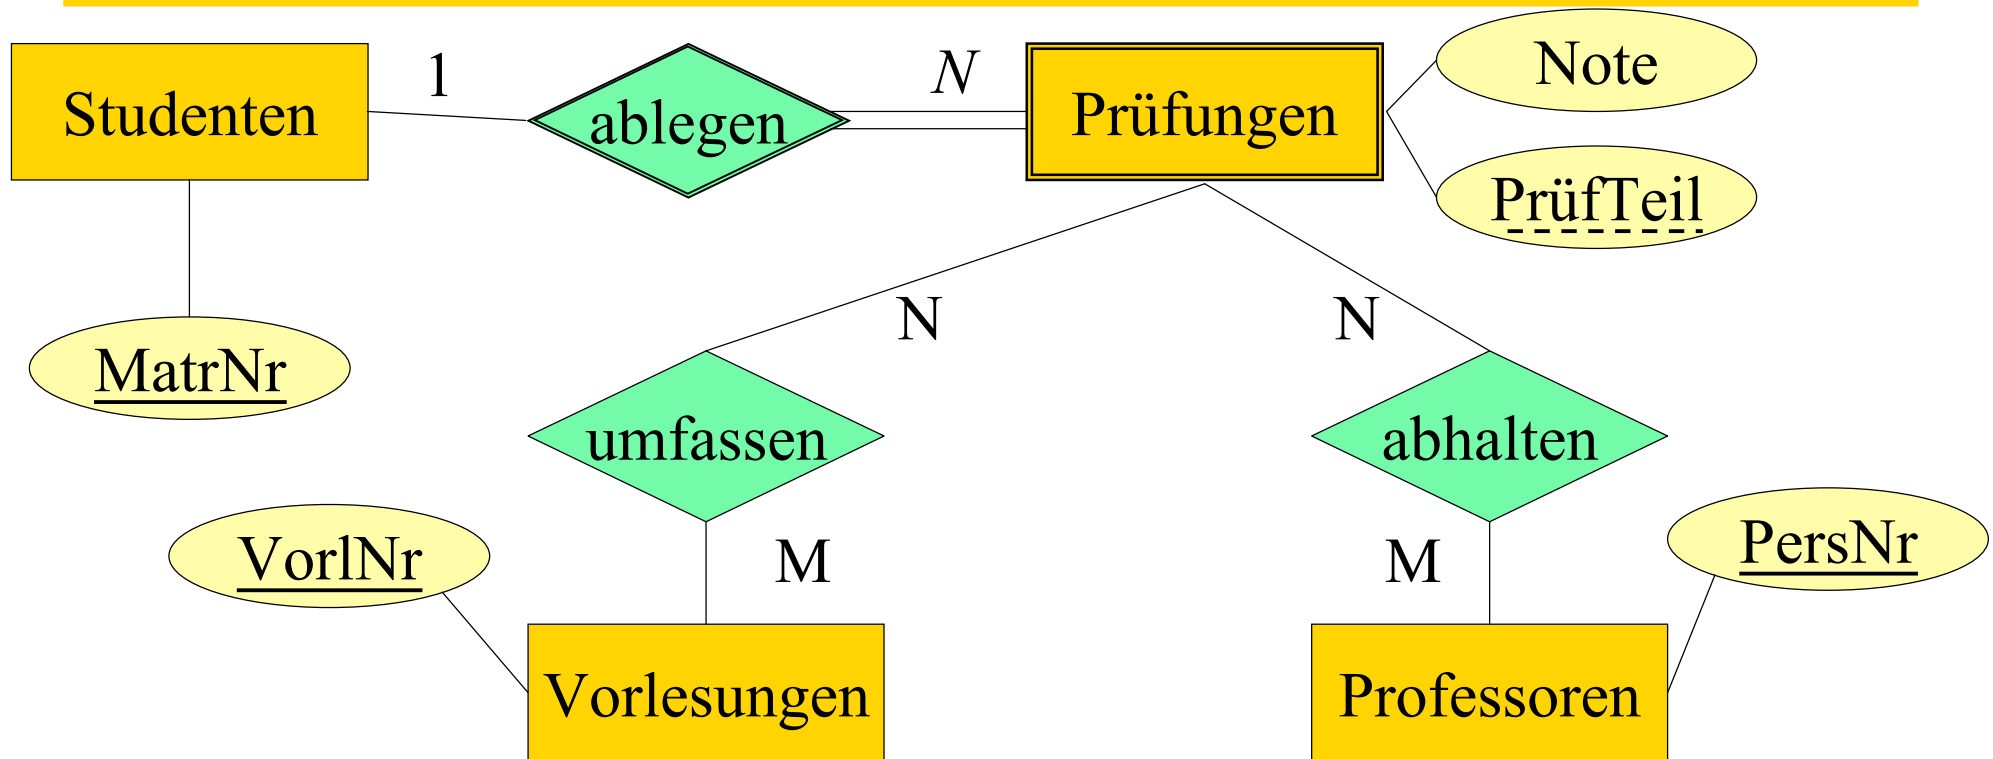 Studenten
1
ablegen
N
Prüfungen
Note
PrüfTeil
MatrNr
N
N
umfassen
abhalten
VorlNr
M
M
PersNr
Vorlesungen
Professoren